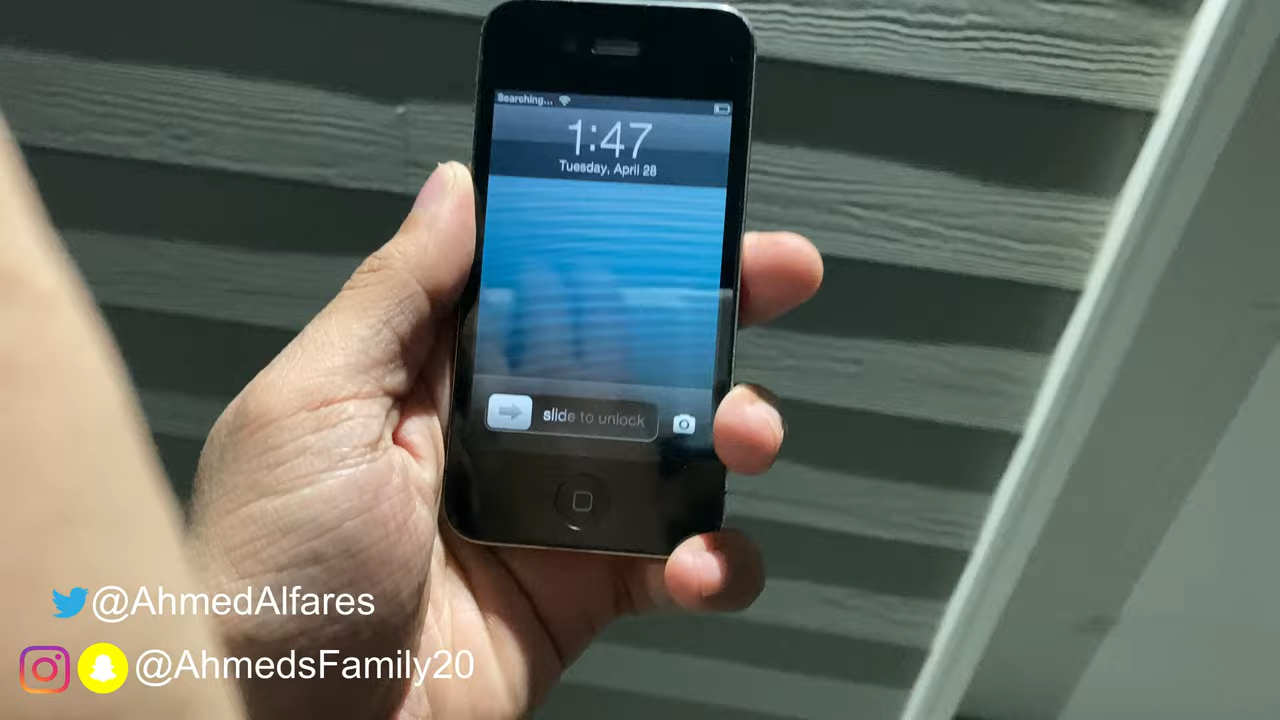 Searching...
1:47
Tuesday, April 28
slide to unlock
@AhmedAlfares
@AhmedsFamily20